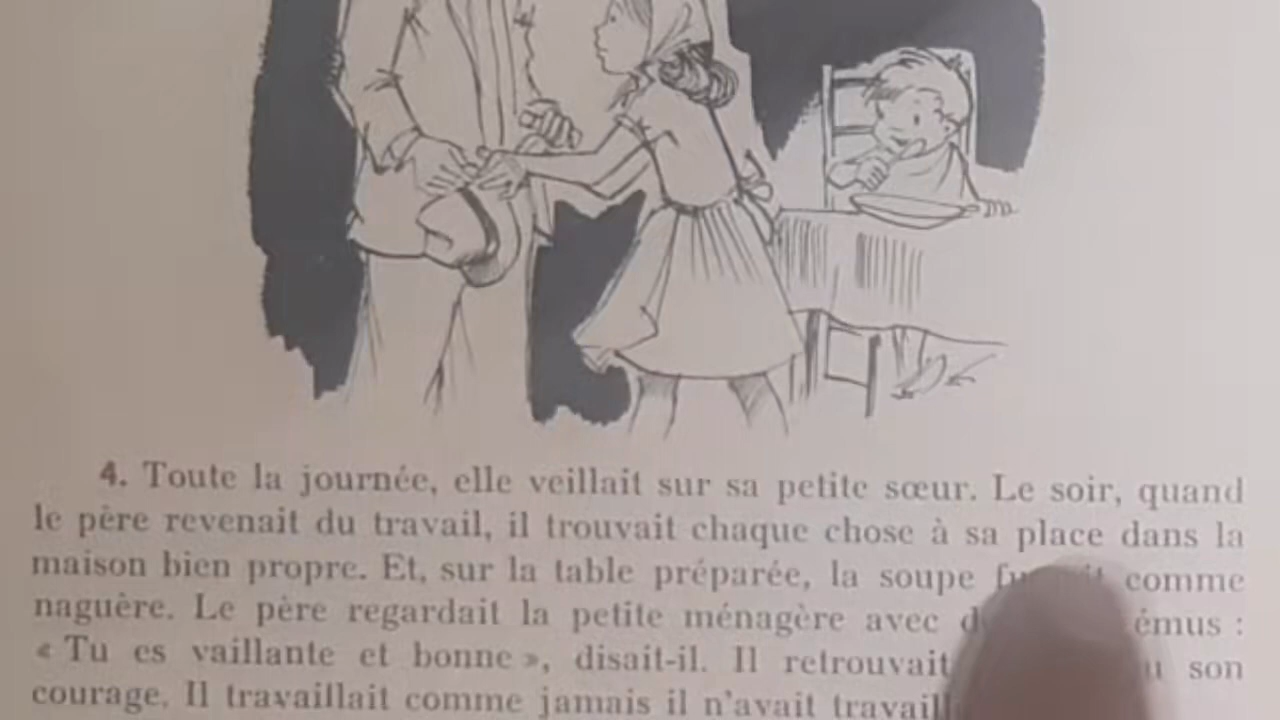 4. Toute la journée, elle veillait sur sa petite sœur. Le soir, quand
le père revenait du travail, il trouvait chaque chose à sa place dans la
maison bien propre. Et, sur la table préparée, la soupe comme
naguère. Le père regardait la petite ménagère avec émus :
« Tu es vaillante et bonne », disait-il. Il retrouvait son
courage. Il travaillait comme jamais il n'avait